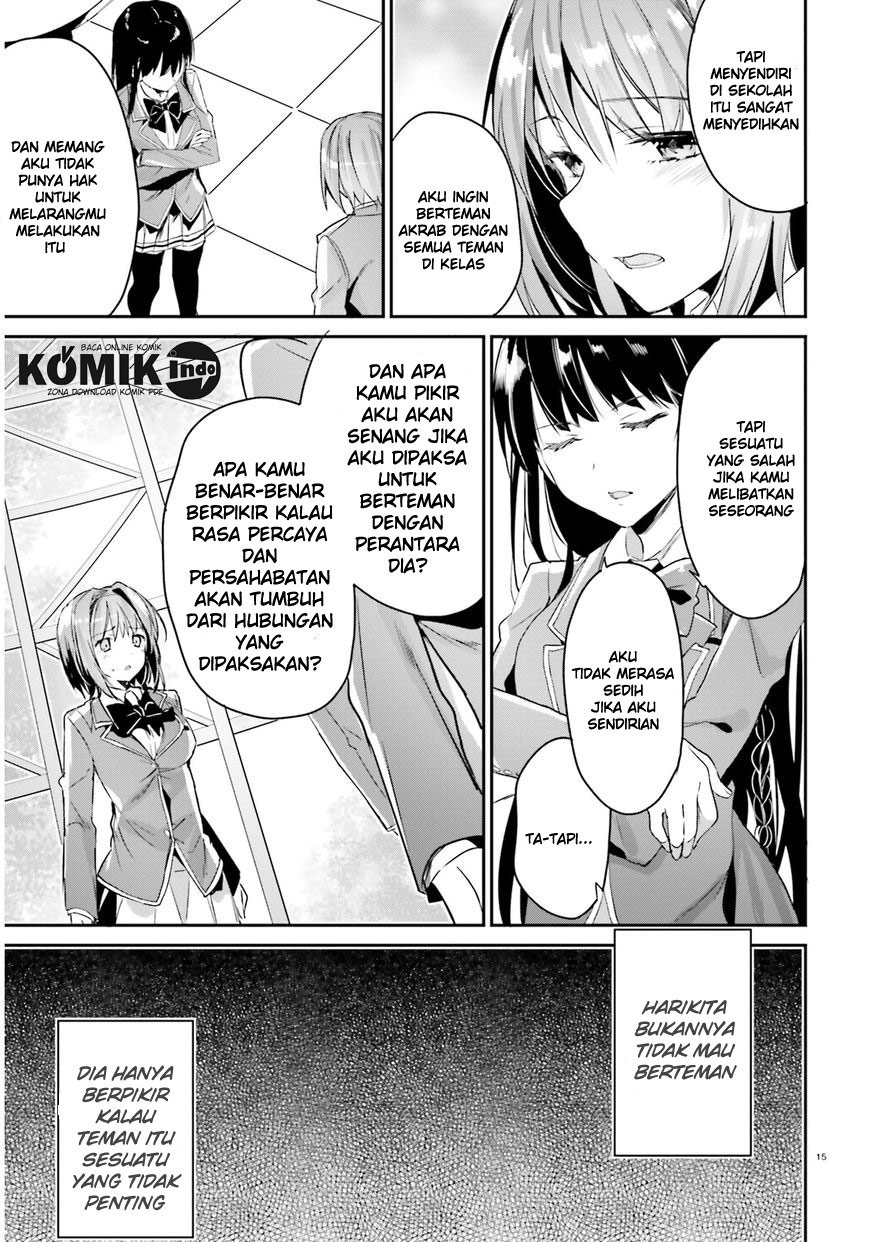 TAPI
MENYENDIRI
DI SEKOLAH
ITU SANGAT
MENYEDIHKAN
AKU INGIN
BERTEMAN
AKRAB DENGAN
SEMUA TEMAN
DI KELAS
DAN MEMANG
AKU TIDAK
PUNYA HAK
UNTUK
MELARANGMU
MELAKUKAN
ITU
TAPI
SESUATU
YANG SALAH
JIKA KAMU
MELIBATKAN
SESEORANG
AKU
TIDAK MERASA
SEDIH
JIKA AKU
SENDIRIAN
TA-TAPI...
DAN APA
KAMU PIKIR
AKU AKAN
SENANG JIKA
AKU DIPAKSA
UNTUK
BERTEMAN
DENGAN
PERANTARA
DIA?
APA KAMU
BENAR-BENAR
BERPIKIR KALAU
RASA PERCAYA
DAN
PERSAHABATAN
AKAN TUMBUH
DARI HUBUNGAN
YANG
DIPAKSAKAN?
BACA ONLINE KOMIK
KOMIK Indo
ZONA DOWNLOAD KOMIK PDF
HARIKITA
BUKANNYA
TIDAK MAU
BERTEMAN
DIA HANYA
BERPIKIR
KALAU
TEMAN ITU
SESUATU
YANG TIDAK
PENTING
15